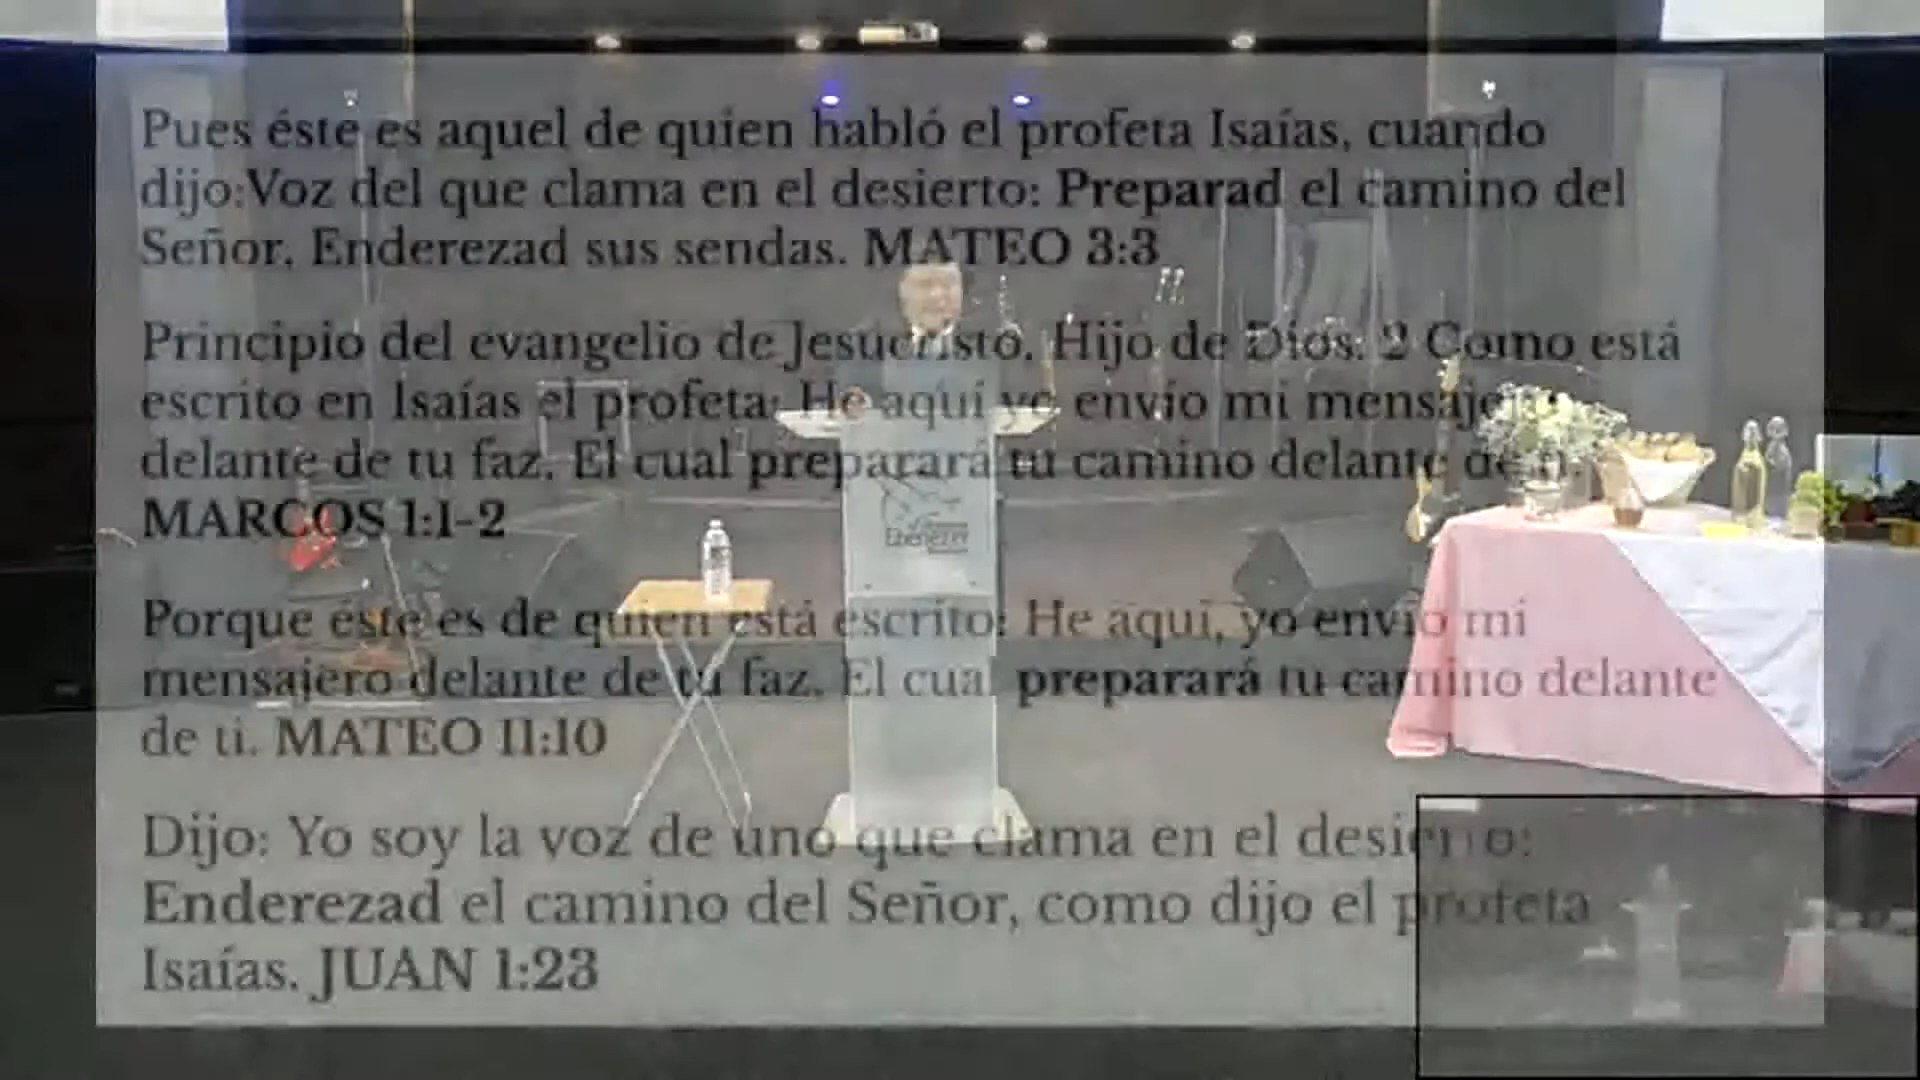 Pues éste es aquel de quien habló el profeta Isaías, cuando
dijo:Voz del que clama en el desierto: Preparad el camino del
Señor, Enderezad sus sendas. MATEO 3:3
Principio del evangelio de Jesucristo, Hijo de Dios. 2 Como está
escrito en Isaías el profeta: He aquí yo envío mi mensajero
delante de tu faz, El cual preparará tu camino delante de ti.
MARCOS 1:1-2
Porque éste es de quien está escrito: He aquí, yo envío mi
mensajero delante de tu faz, El cual preparará tu camino delante
de ti. MATEO 11:10
Dijo: Yo soy la voz de uno que clama en el desierto:
Enderezad el camino del Señor, como dijo el profeta
Isaías. JUAN 1:23
Ebenezer